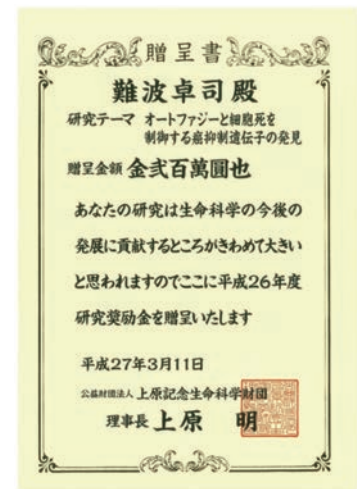 贈呈書
難波卓司殿
研究テーマ オートファジーと細胞死を
制御する癌抑制遺伝子の発見
贈呈金額 金弐百萬圓也
あなたの研究は生命科学の今後の
発展に貢献するところがきわめて大きい
と思われますのでここに平成26年度
研究奨励金を贈呈いたします
平成27年3月11日
公益財団法人 上原記念生命科学財団
理事長 上原 明